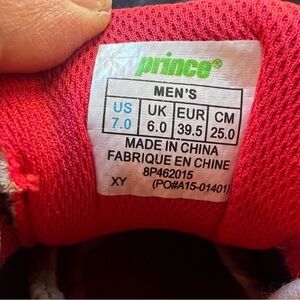 prince®
MEN'S
US UK EUR CM
7.0 6.0 39.5 25.0
MADE IN CHINA
FABRIQUE EN CHINE
8P462015
XY (PO#A15-01401)